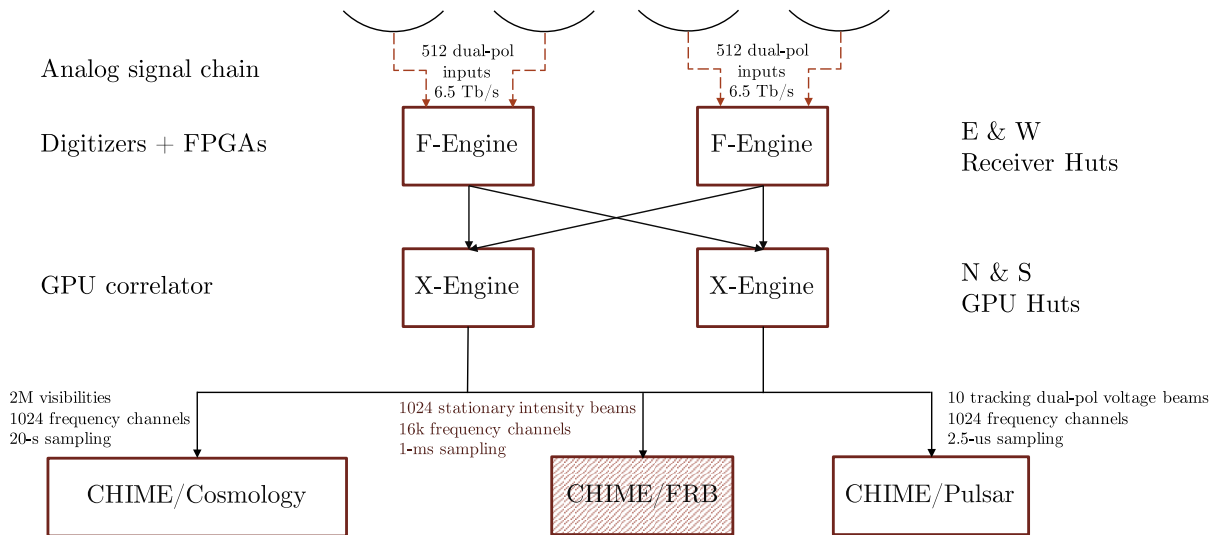 512 dual-pol
inputs
6.5 Tb/s
512 dual-pol
inputs
6.5 Tb/s
Analog signal chain
Digitizers + FPGAs
F-Engine
F-Engine
E & W
Receiver Huts
GPU correlator
X-Engine
X-Engine
N & S
GPU Huts
2M visibilities
1024 frequency channels
20-s sampling
1024 stationary intensity beams
16k frequency channels
1-ms sampling
10 tracking dual-pol voltage beams
1024 frequency channels
2.5-us sampling
CHIME/Cosmology
CHIME/FRB
CHIME/Pulsar